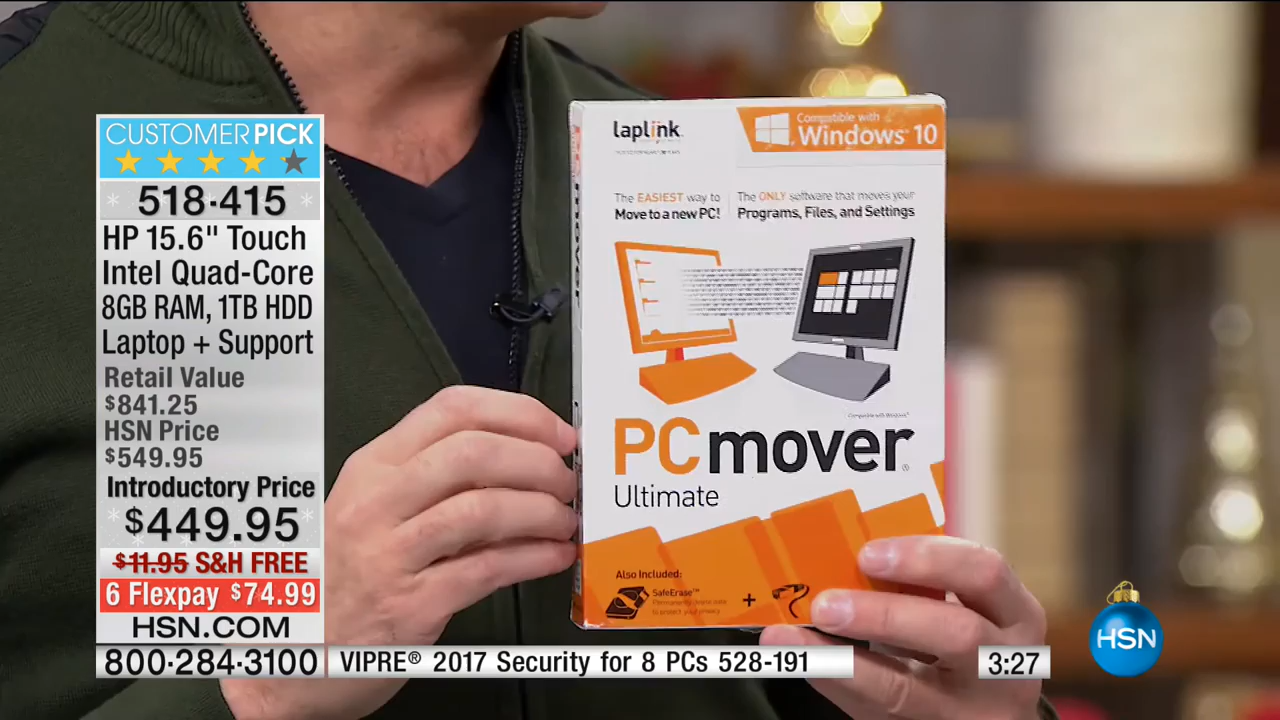 CUSTOMER PICK
518·415
HP 15.6" Touch
Intel Quad-Core
8GB RAM, 1TB HDD
Laptop + Support
Retail Value
$841.25
HSN Price
$549.95
Introductory Price
$449.95
$11.95 S&H FREE
6 Flexpay $74.99
HSN.COM
800·284·3100
VIPRE® 2017 Security for 8 PCs 528-191
3:27
HSN
laplink
Compatible with
Windows 10
The EASIEST way to
Move to a new PC!
The ONLY software that moves your
Programs, Files, and Settings
PCmover®
Ultimate
Also Included:
SafeErase™
+